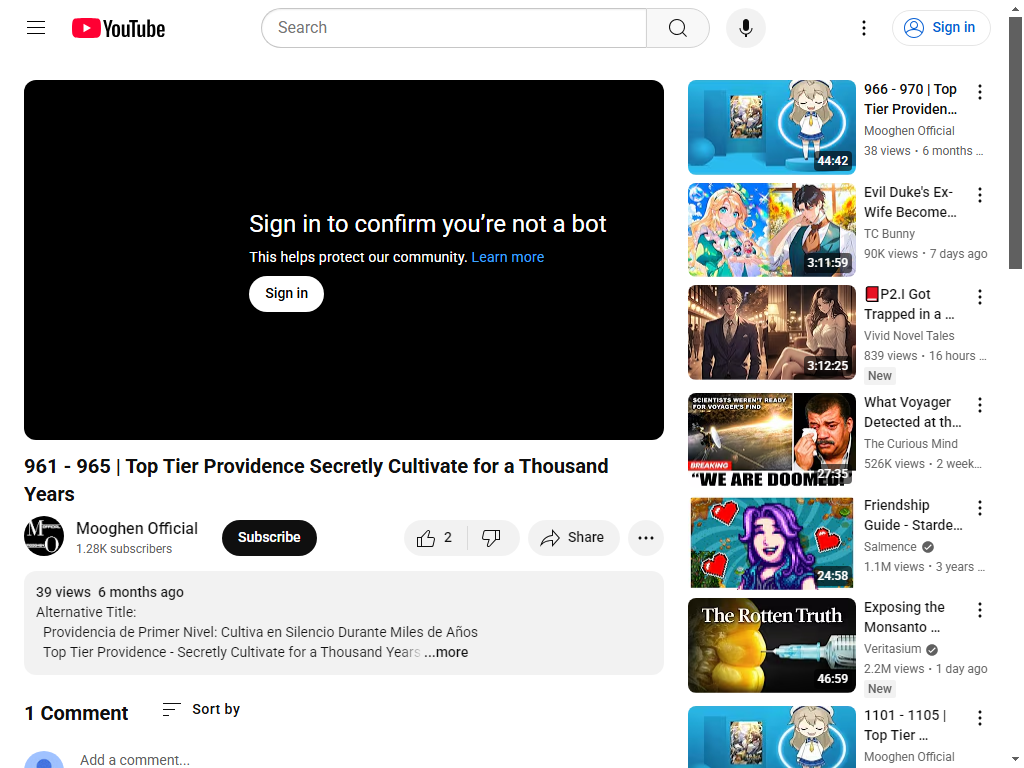 YouTube
Search
Sign in
Sign in to confirm you’re not a bot
This helps protect our community. Learn more
Sign in
961 - 965 | Top Tier Providence Secretly Cultivate for a Thousand
Years
Mooghen Official
1.28K subscribers
Subscribe
2
Share
39 views 6 months ago
Alternative Title:
Providencia de Primer Nivel: Cultiva en Silencio Durante Miles de Años
Top Tier Providence - Secretly Cultivate for a Thousand Years ...more
1 Comment
Sort by
Add a comment...
44:42
966 - 970 | Top
Tier Providen...
Mooghen Official
38 views • 6 months ...
3:11:59
Evil Duke's Ex-
Wife Become...
TC Bunny
90K views • 7 days ago
3:12:25
P2.I Got
Trapped in a ...
Vivid Novel Tales
839 views • 16 hours ...
New
SCIENTISTS WEREN'T READY
FOR VOYAGER'S FIND
BREAKING
"WE ARE DOOMED!"
27:35
What Voyager
Detected at th...
The Curious Mind
526K views • 2 week...
24:58
Friendship
Guide - Starde...
Salmence
1.1M views • 3 years ...
The Rotten Truth
46:59
Exposing the
Monsanto ...
Veritasium
2.2M views • 1 day ago
New
1101 - 1105 |
Top Tier ...
Mooghen Official